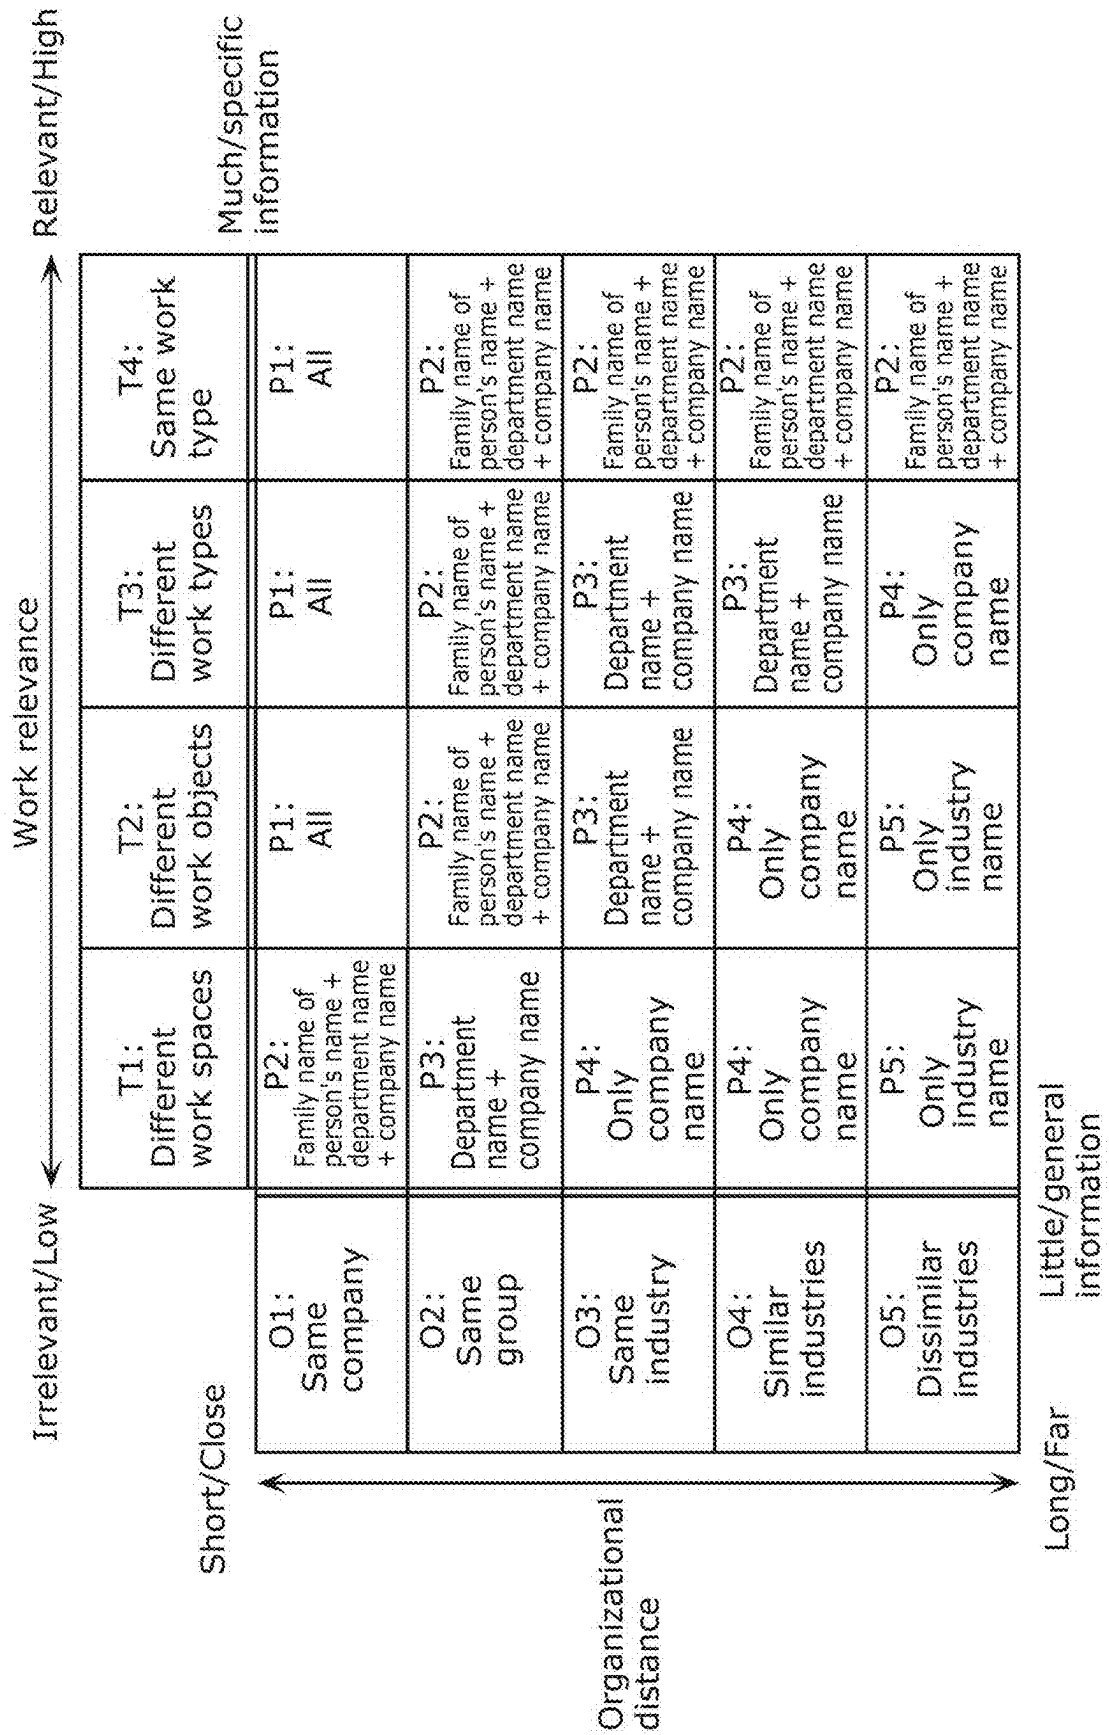 Work relevance
Irrelevant/Low
Relevant/High
Short/Close
Much/specific
information
T1:
Different
work spaces
T2:
Different
work objects
T3:
Different
work types
T4:
Same work
type
Organizational
distance
O1:
Same
company
P2:
Family name of
person's name +
department name
+ company name
P1:
All
P1:
All
P1:
All
O2:
Same
group
P3:
Department
name +
company name
P2:
Family name of
person's name +
department name
+ company name
P2:
Family name of
person's name +
department name
+ company name
P2:
Family name of
person's name +
department name
+ company name
O3:
Same
industry
P4:
Only
company
name
P3:
Department
name +
company name
P3:
Department
name +
company name
P2:
Family name of
person's name +
department name
+ company name
O4:
Similar
industries
P4:
Only
company
name
P4:
Only
company
name
P3:
Department
name +
company name
P2:
Family name of
person's name +
department name
+ company name
O5:
Dissimilar
industries
P5:
Only
industry
name
P5:
Only
industry
name
P4:
Only
company
name
P2:
Family name of
person's name +
department name
+ company name
Long/Far
Little/general
information